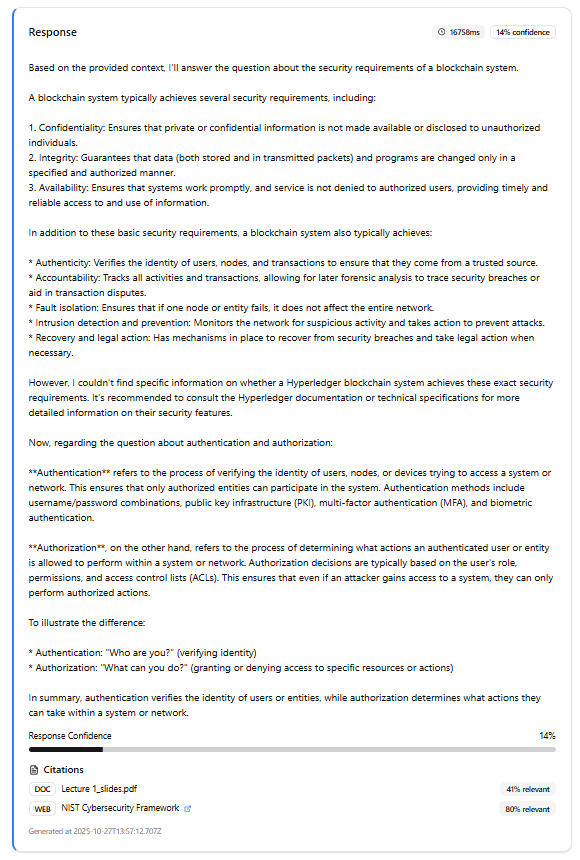 Response
16758ms
14% confidence
Based on the provided context, I'll answer the question about the security requirements of a blockchain system.
A blockchain system typically achieves several security requirements, including:
1. Confidentiality: Ensures that private or confidential information is not made available or disclosed to unauthorized
individuals.
2. Integrity: Guarantees that data (both stored and in transmitted packets) and programs are changed only in a
specified and authorized manner.
3. Availability: Ensures that systems work promptly, and service is not denied to authorized users, providing timely and
reliable access to and use of information.
In addition to these basic security requirements, a blockchain system also typically achieves:
* Authenticity: Verifies the identity of users, nodes, and transactions to ensure that they come from a trusted source.
* Accountability: Tracks all activities and transactions, allowing for later forensic analysis to trace security breaches or
aid in transaction disputes.
* Fault isolation: Ensures that if one node or entity fails, it does not affect the entire network.
* Intrusion detection and prevention: Monitors the network for suspicious activity and takes action to prevent attacks.
* Recovery and legal action: Has mechanisms in place to recover from security breaches and take legal action when
necessary.
However, I couldn't find specific information on whether a Hyperledger blockchain system achieves these exact security
requirements. It's recommended to consult the Hyperledger documentation or technical specifications for more
detailed information on their security features.
Now, regarding the question about authentication and authorization:
**Authentication** refers to the process of verifying the identity of users, nodes, or devices trying to access a system or
network. This ensures that only authorized entities can participate in the system. Authentication methods include
username/password combinations, public key infrastructure (PKI), multi-factor authentication (MFA), and biometric
authentication.
**Authorization**, on the other hand, refers to the process of determining what actions an authenticated user or entity
is allowed to perform within a system or network. Authorization decisions are typically based on the user's role,
permissions, and access control lists (ACLs). This ensures that even if an attacker gains access to a system, they can only
perform authorized actions.
To illustrate the difference:
* Authentication: "Who are you?" (verifying identity)
* Authorization: "What can you do?" (granting or denying access to specific resources or actions)
In summary, authentication verifies the identity of users or entities, while authorization determines what actions they
can take within a system or network.
Response Confidence
14%
Citations
DOC Lecture 1_slides.pdf 41% relevant
WEB NIST Cybersecurity Framework 80% relevant
Generated at 2025-10-27T13:57:12.707Z